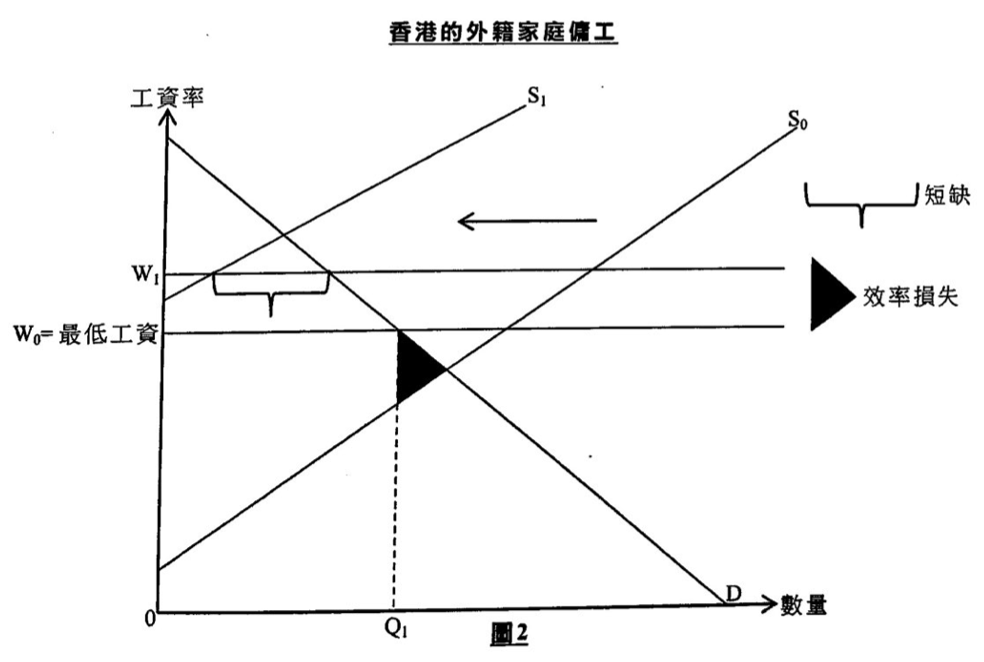 香港的外籍家庭傭工
工資率
S₁
S₀
短缺
W₁
效率損失
W₀= 最低工資
D
數量
0
Q₁
圖2